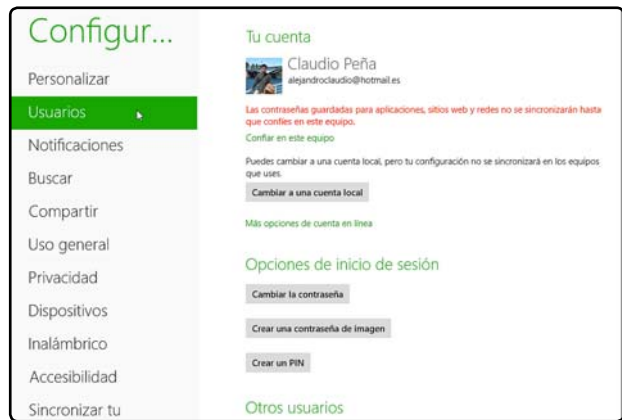 Configur...
Personalizar
Usuarios
Notificaciones
Buscar
Compartir
Uso general
Privacidad
Dispositivos
Inalámbrico
Accesibilidad
Sincronizar tu
Tu cuenta
Claudio Peña
alejandroclaudio@hotmail.es
Las contraseñas guardadas para aplicaciones, sitios web y redes no se sincronizarán hasta
que confíes en este equipo.
Confiar en este equipo
Puedes cambiar a una cuenta local, pero tu configuración no se sincronizará en los equipos
que uses.
Cambiar a una cuenta local
Más opciones de cuenta en línea
Opciones de inicio de sesión
Cambiar la contraseña
Crear una contraseña de imagen
Crear un PIN
Otros usuarios